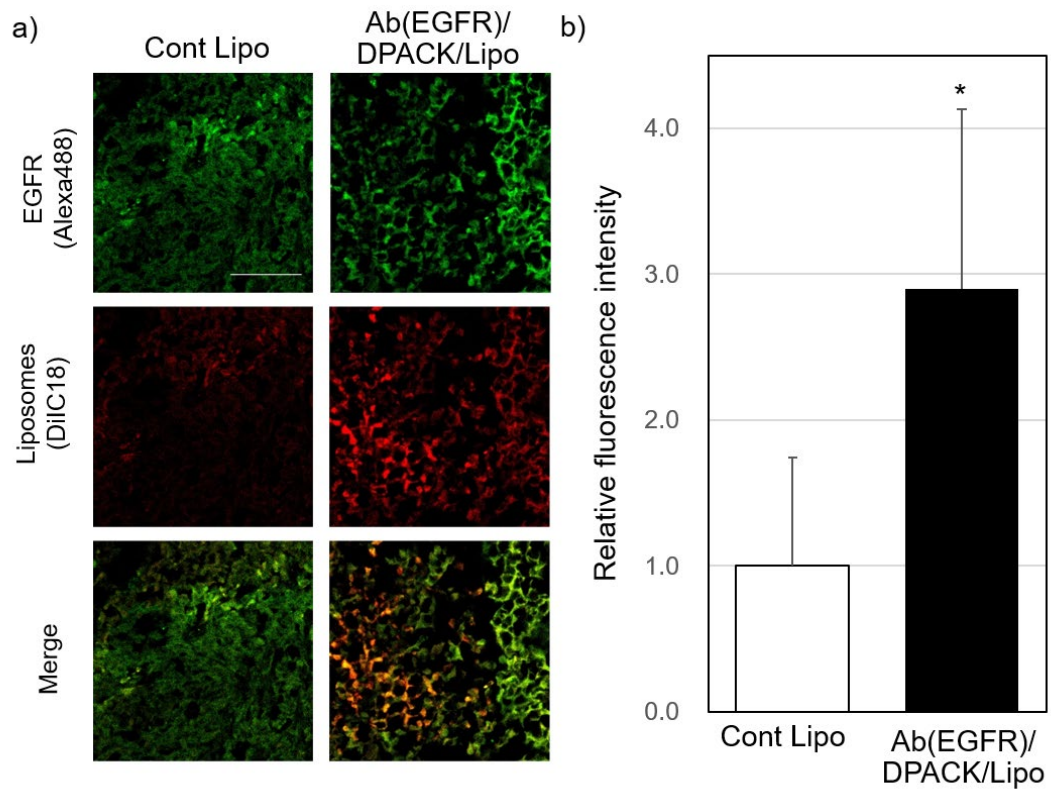 a)
Cont Lipo
Ab(EGFR)/
DPACK/Lipo
EGFR
(Alexa488)
Liposomes
(DiIC18)
Merge
b)
Relative fluorescence intensity
4.0
3.0
2.0
1.0
0.0
*
Cont Lipo
Ab(EGFR)/
DPACK/Lipo